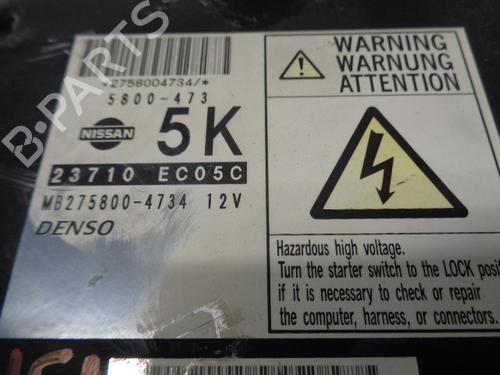 *2758004734/*
5800-473
NISSAN
5K
23710 EC05C
MB275800-4734 12V
DENSO
WARNING
WARNUNG
ATTENTION
Hazardous high voltage.
Turn the starter switch to the LOCK posit
if it is necessary to check or repair
the computer, harness, or connectors.
B-PARTS